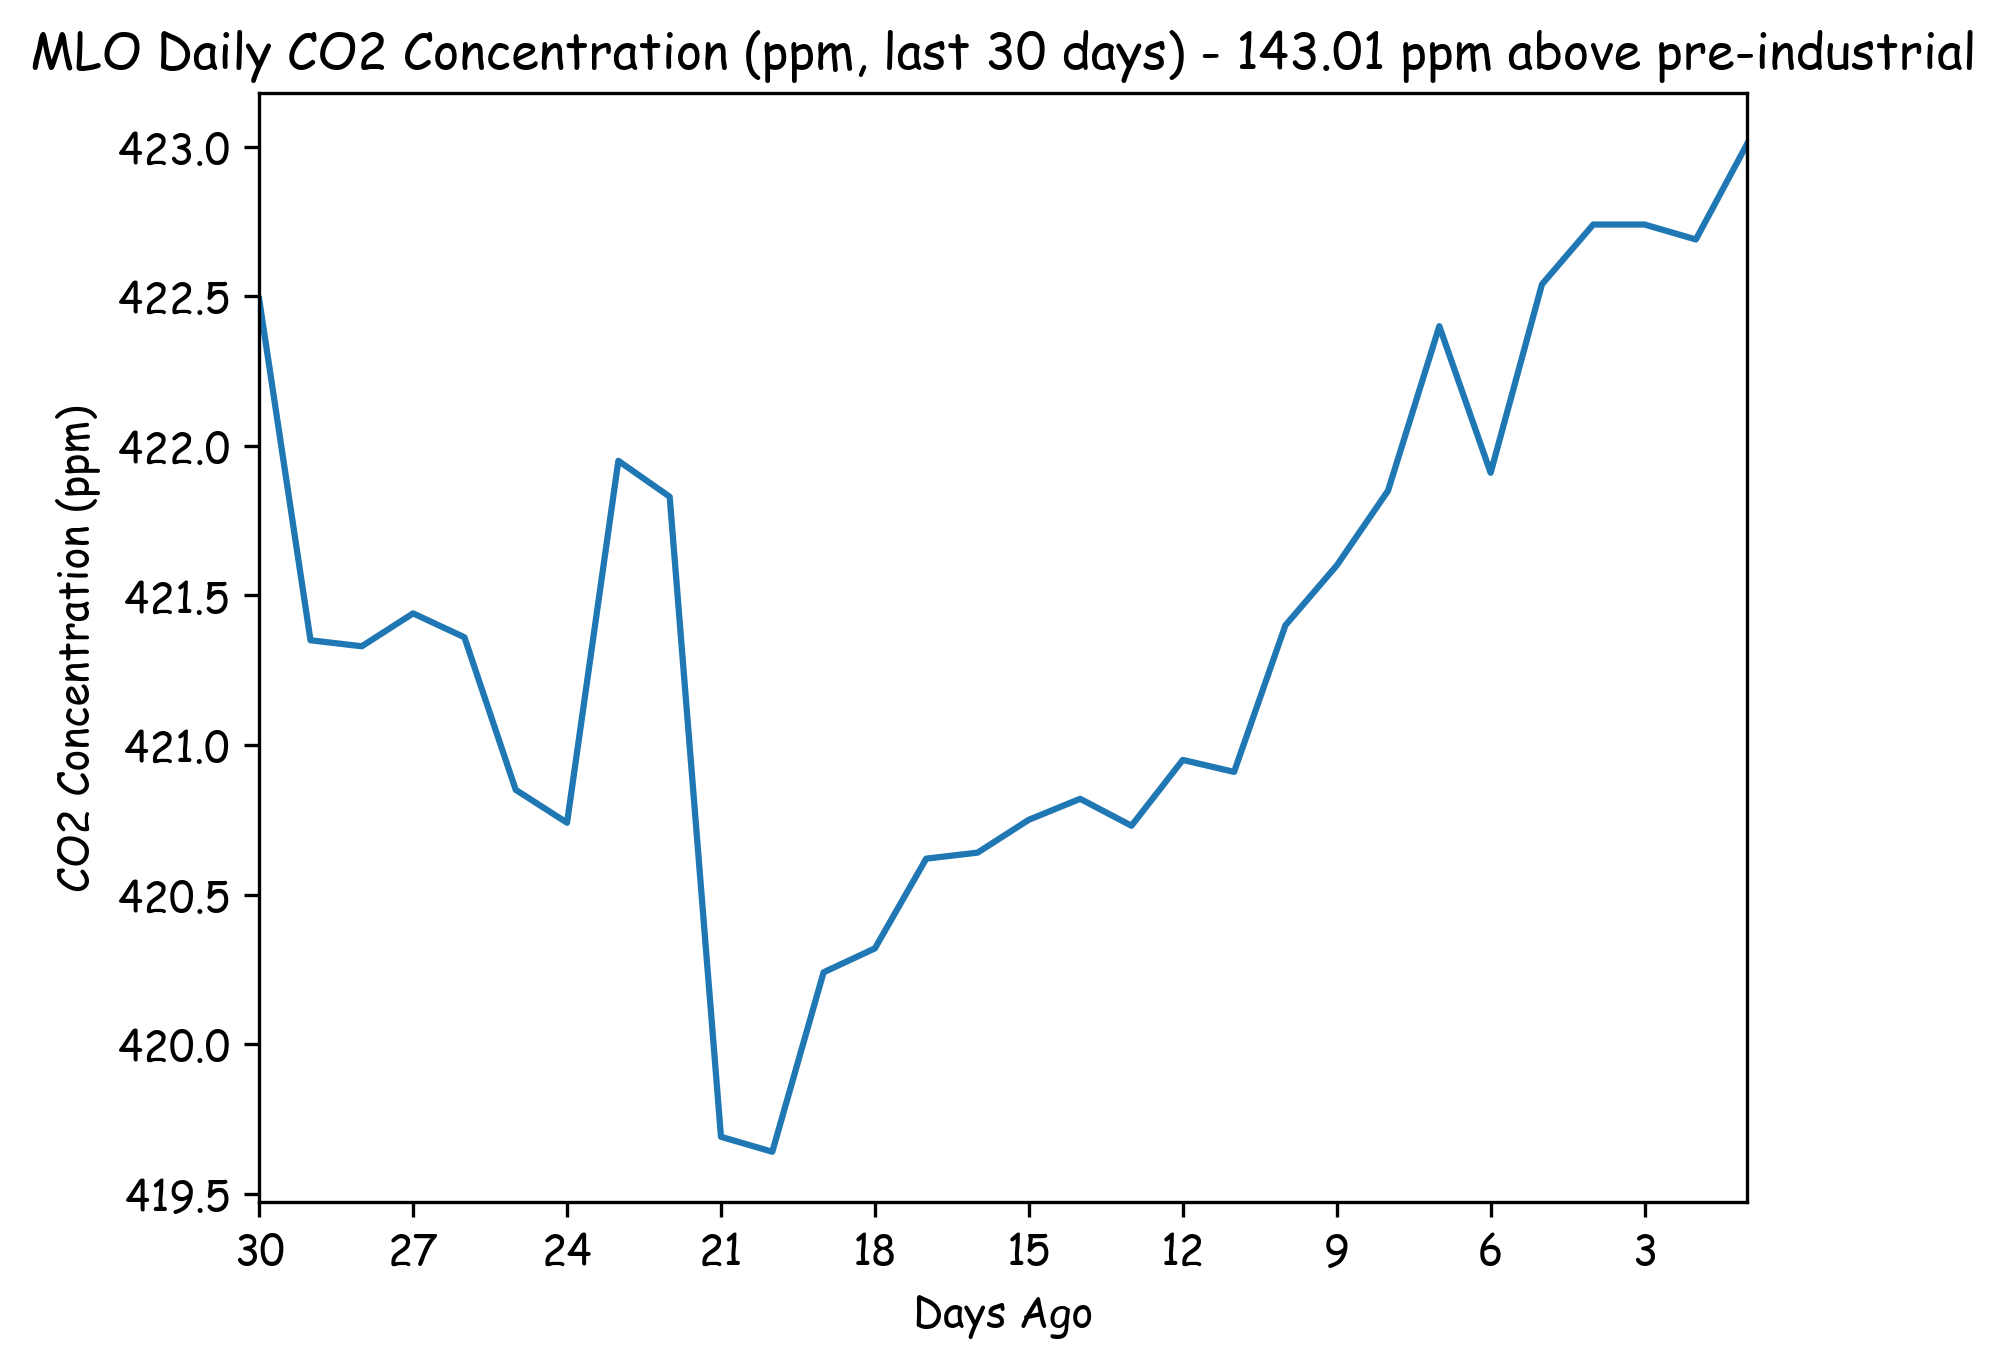 MLO Daily CO2 Concentration (ppm, last 30 days) - 143.01 ppm above pre-industrial
CO2 Concentration (ppm)
423.0
422.5
422.0
421.5
421.0
420.5
420.0
419.5
30 27 24 21 18 15 12 9 6 3
Days Ago